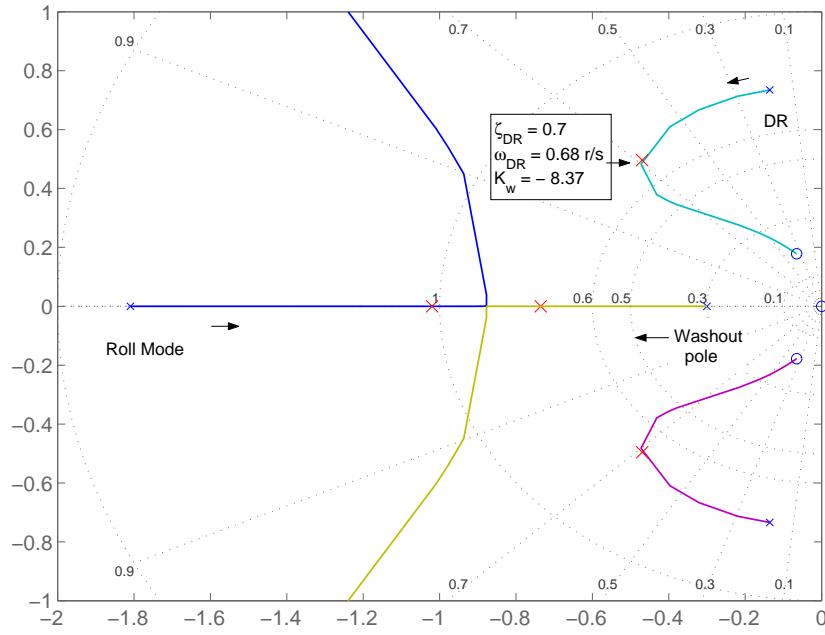 1
0.8
0.6
0.4
0.2
0
−0.2
−0.4
−0.6
−0.8
−1
−2 −1.8 −1.6 −1.4 −1.2 −1 −0.8 −0.6 −0.4 −0.2 0
0.9 0.7 0.5 0.3 0.1
ζDR = 0.7
ωDR = 0.68 r/s
Kw = − 8.37
DR
1 0.6 0.5 0.3 0.1
Roll Mode
Washout
pole
0.9 0.7 0.5 0.3 0.1